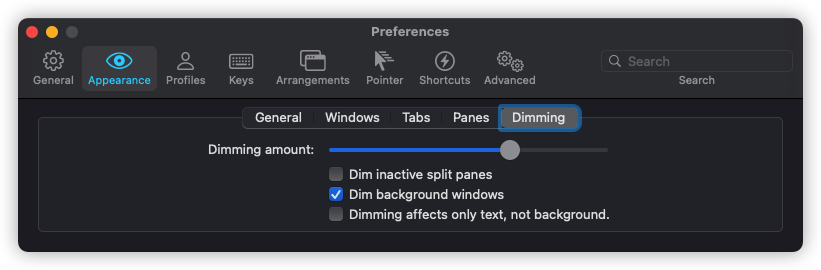 Preferences
General Appearance Profiles Keys Arrangements Pointer Shortcuts Advanced Search
Search
General Windows Tabs Panes Dimming
Dimming amount:
Dim inactive split panes
Dim background windows
Dimming affects only text, not background.